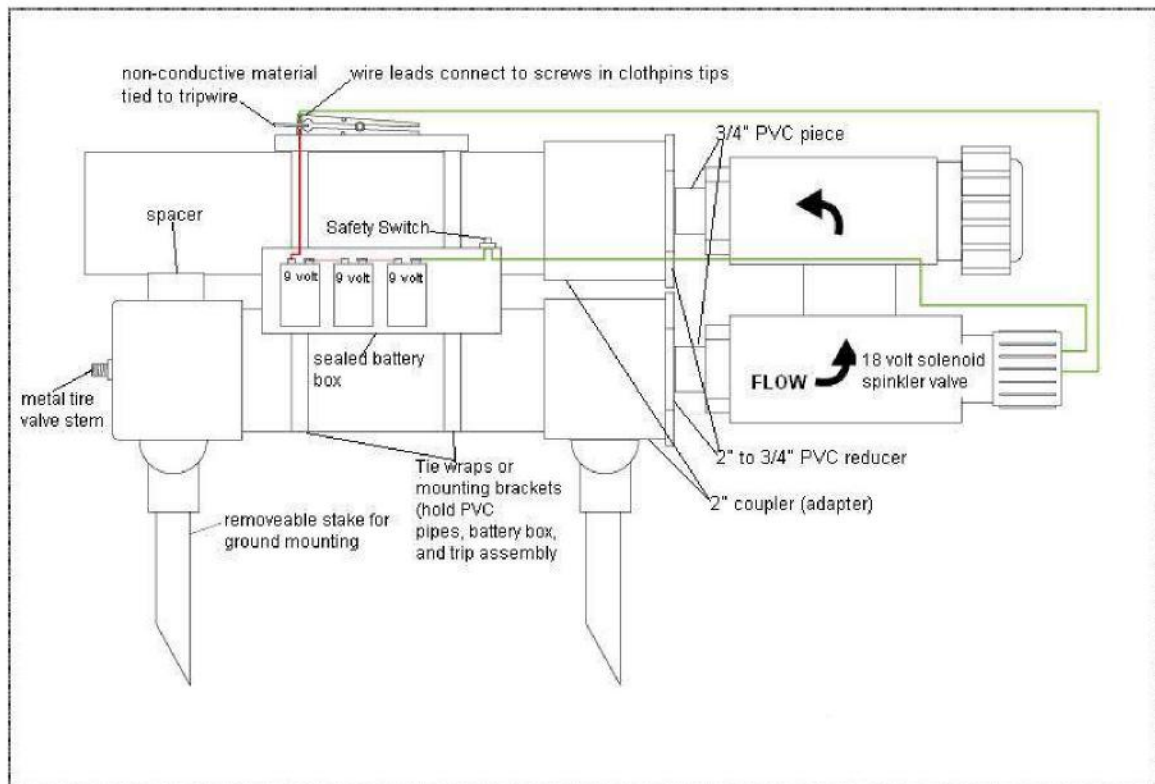 non-conductive material
tied to tripwire
wire leads connect to screws in clothpins tips
3/4" PVC piece
spacer
Safety Switch
9 volt
9 volt
9 volt
sealed battery
box
metal tire
valve stem
FLOW
18 volt solenoid
spinkler valve
2" to 3/4" PVC reducer
2" coupler (adapter)
Tie wraps or
mounting brackets
(hold PVC
pipes, battery box,
and trip assembly
removeable stake for
ground mounting